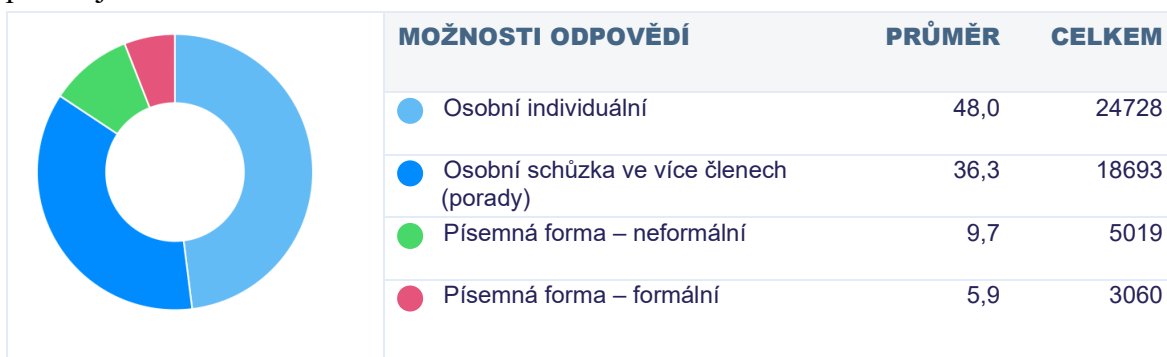 MOŽNOSTI ODPOVĚDÍ PRŮMĚR CELKEM
Osobní individuální 48,0 24728
Osobní schůzka ve více členech 36,3 18693
(porady)
Písemná forma – neformální 9,7 5019
Písemná forma – formální 5,9 3060